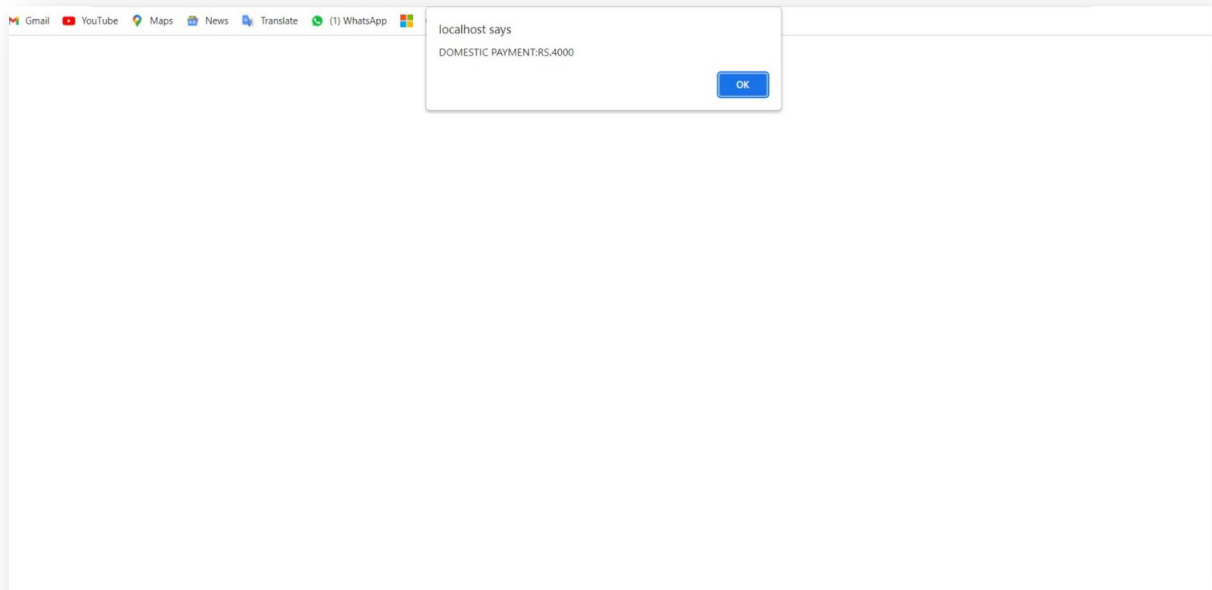 Gmail YouTube Maps News Translate (1) WhatsApp
localhost says
DOMESTIC PAYMENT:RS.4000
OK